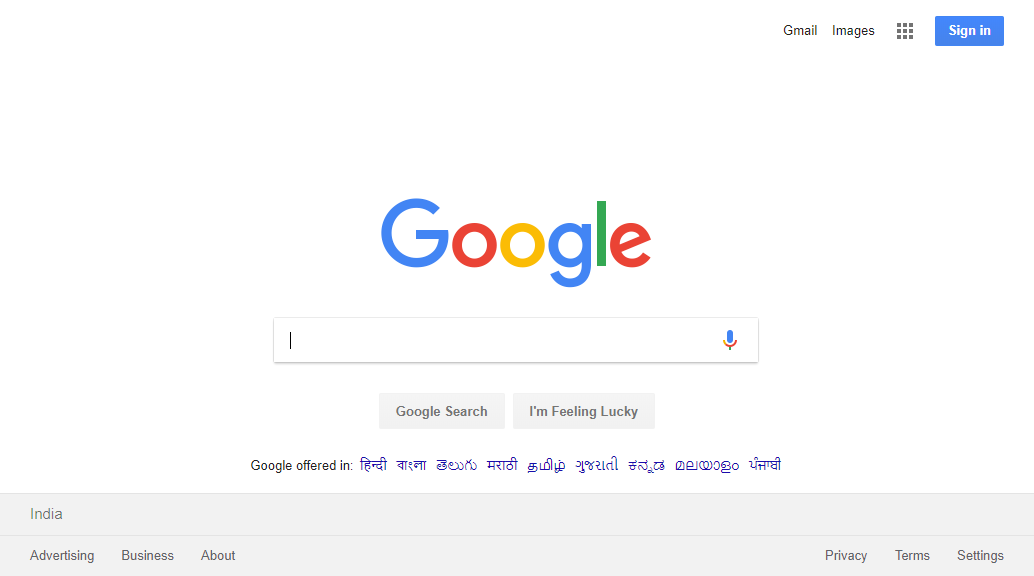 Gmail Images Sign in
Google
Google Search I'm Feeling Lucky
Google offered in: हिन्दी বাংলা తెలుగు मराठी தமிழ் ગુજરાતી ಕನ್ನಡ മലയാളം ਪੰਜਾਬੀ
India
Advertising Business About Privacy Terms Settings